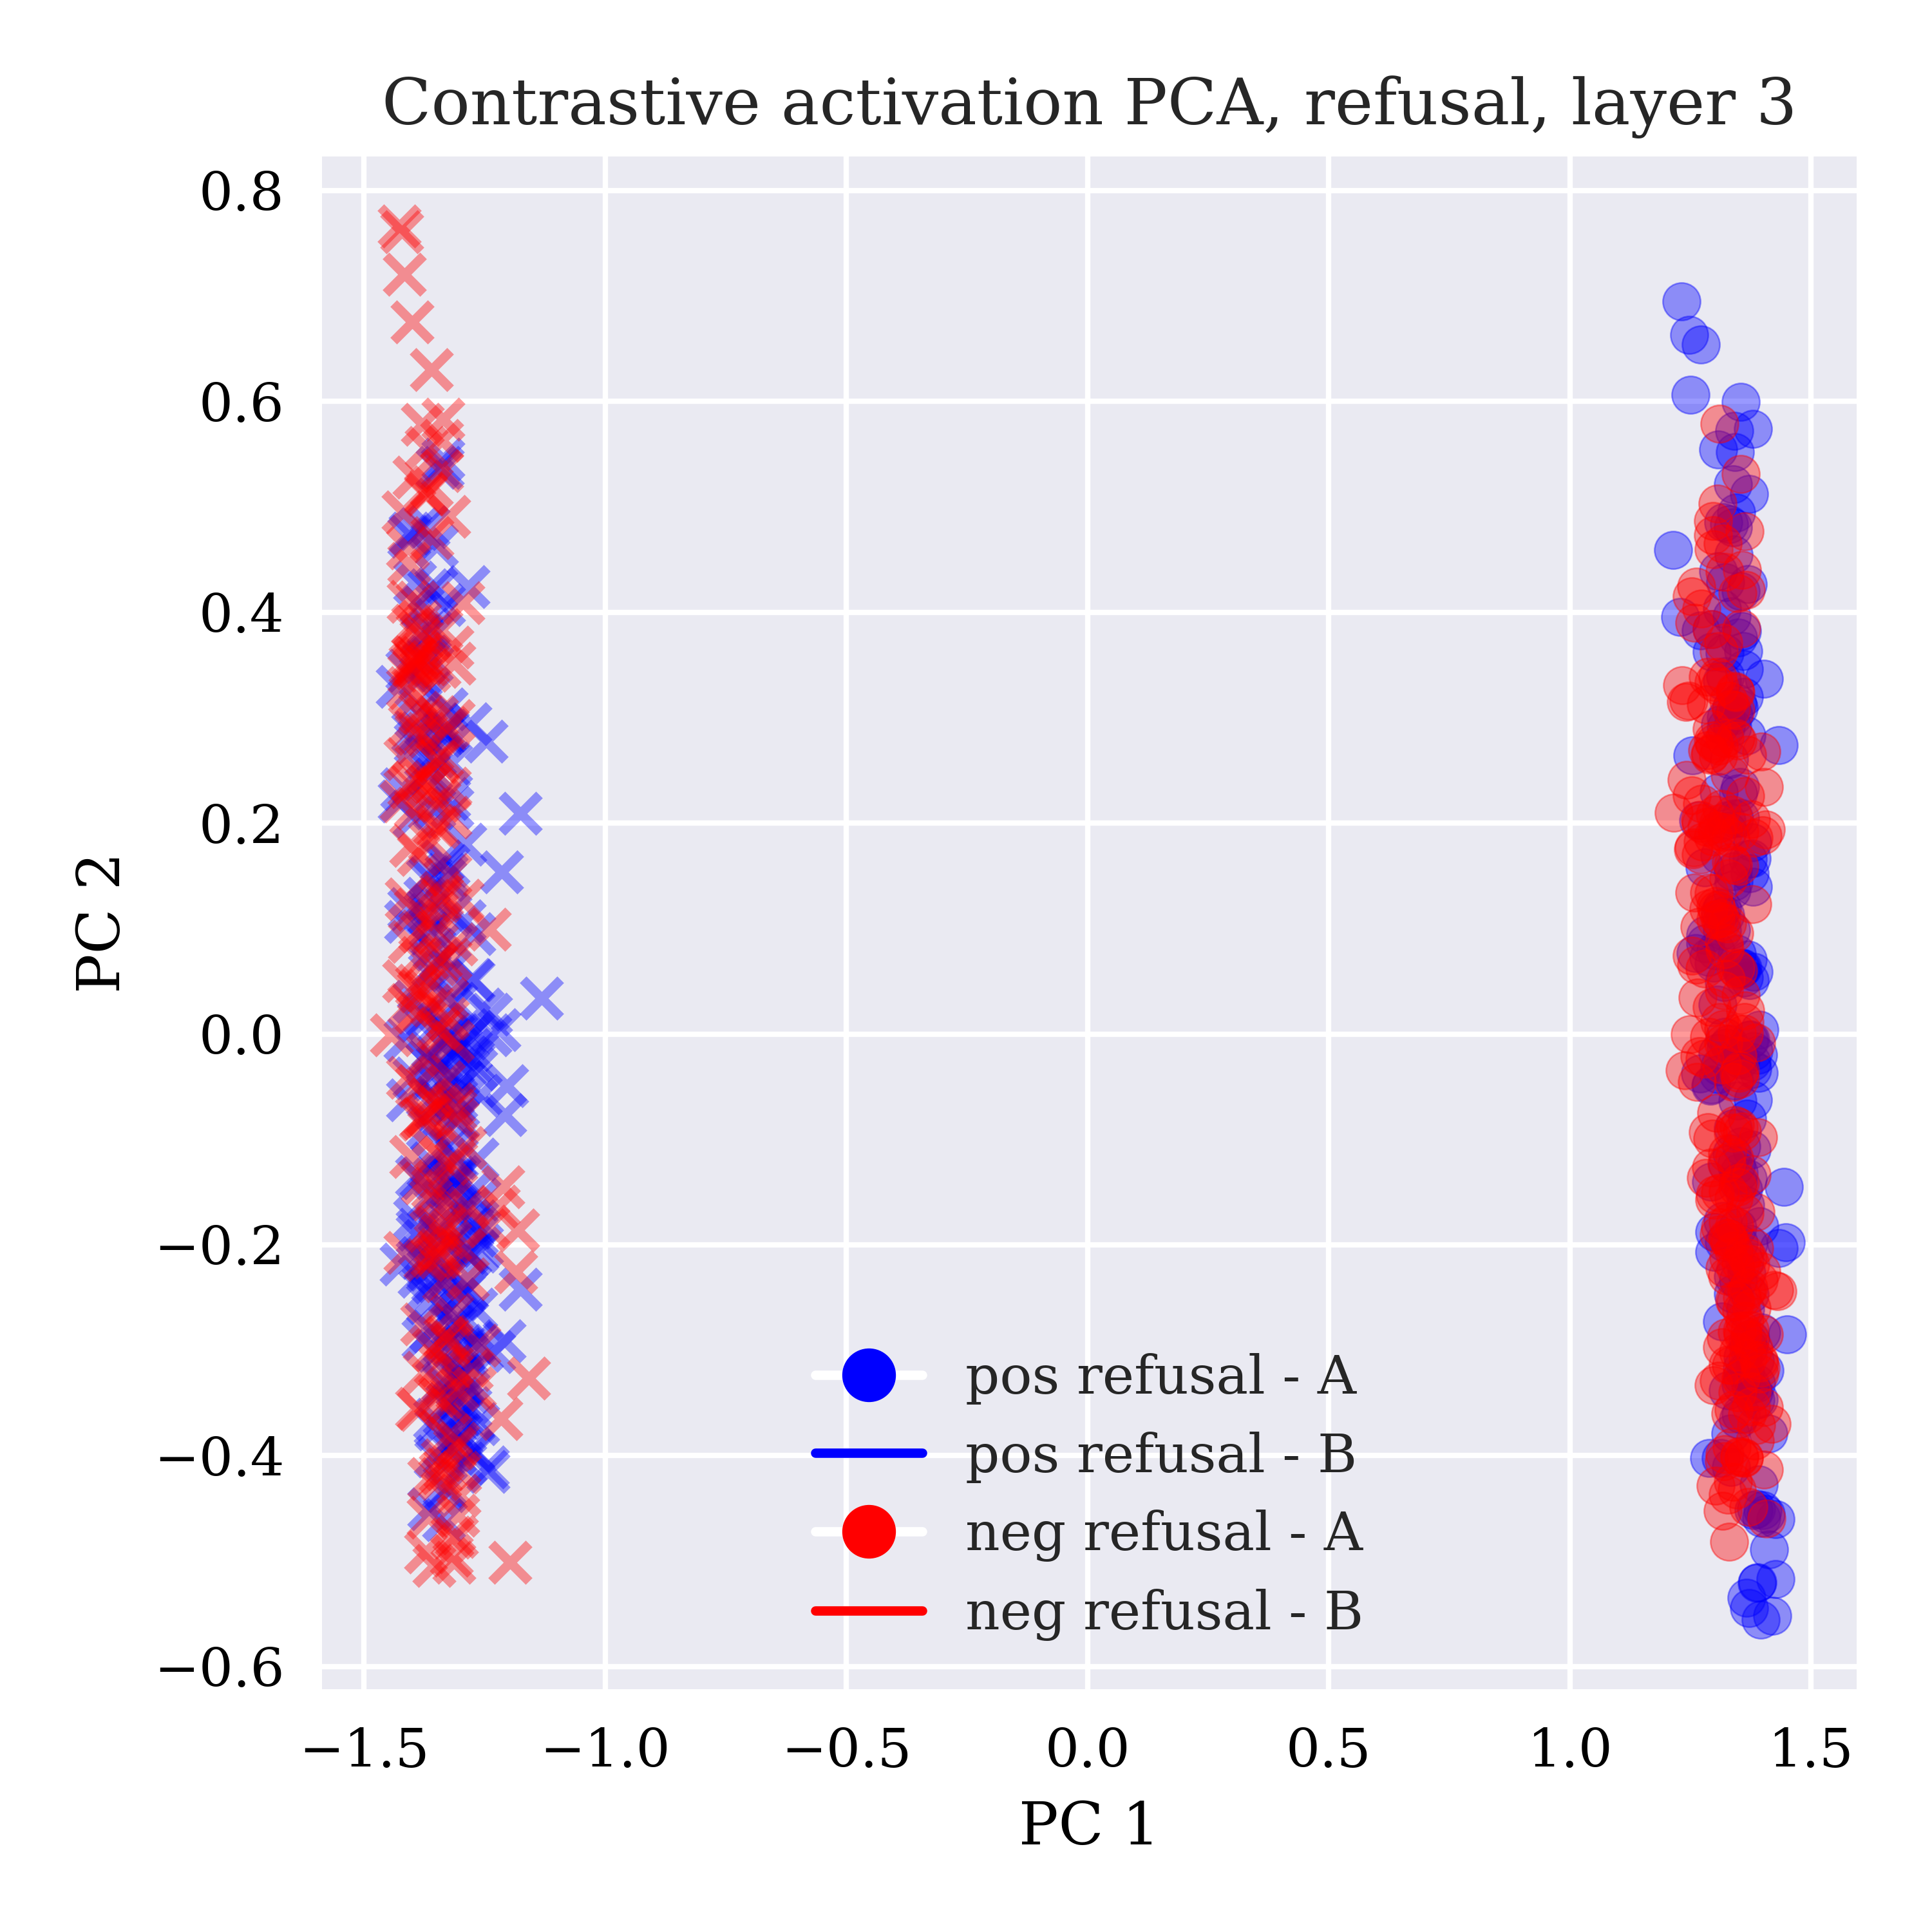 Contrastive activation PCA, refusal, layer 3
0.8
0.6
0.4
0.2
0.0
−0.2
−0.4
−0.6
PC 2
pos refusal - A
pos refusal - B
neg refusal - A
neg refusal - B
−1.5 −1.0 −0.5 0.0 0.5 1.0 1.5
PC 1